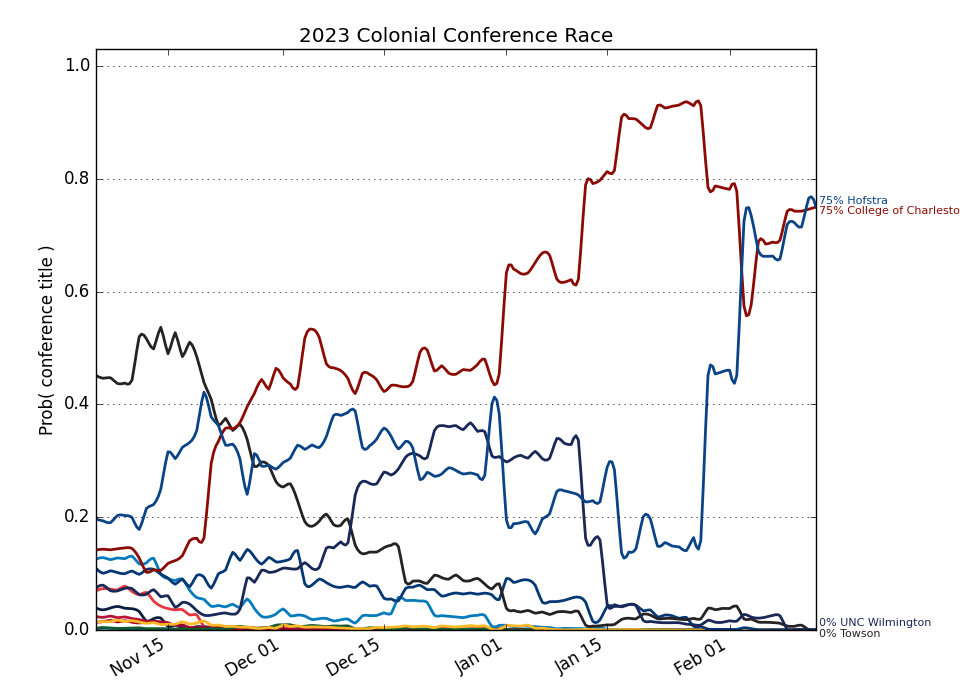 2023 Colonial Conference Race
1.0
0.8
0.6
0.4
0.2
0.0
Prob( conference title )
75% Hofstra
75% College of Charlesto
0% UNC Wilmington
0% Towson
Nov 15
Dec 01
Dec 15
Jan 01
Jan 15
Feb 01